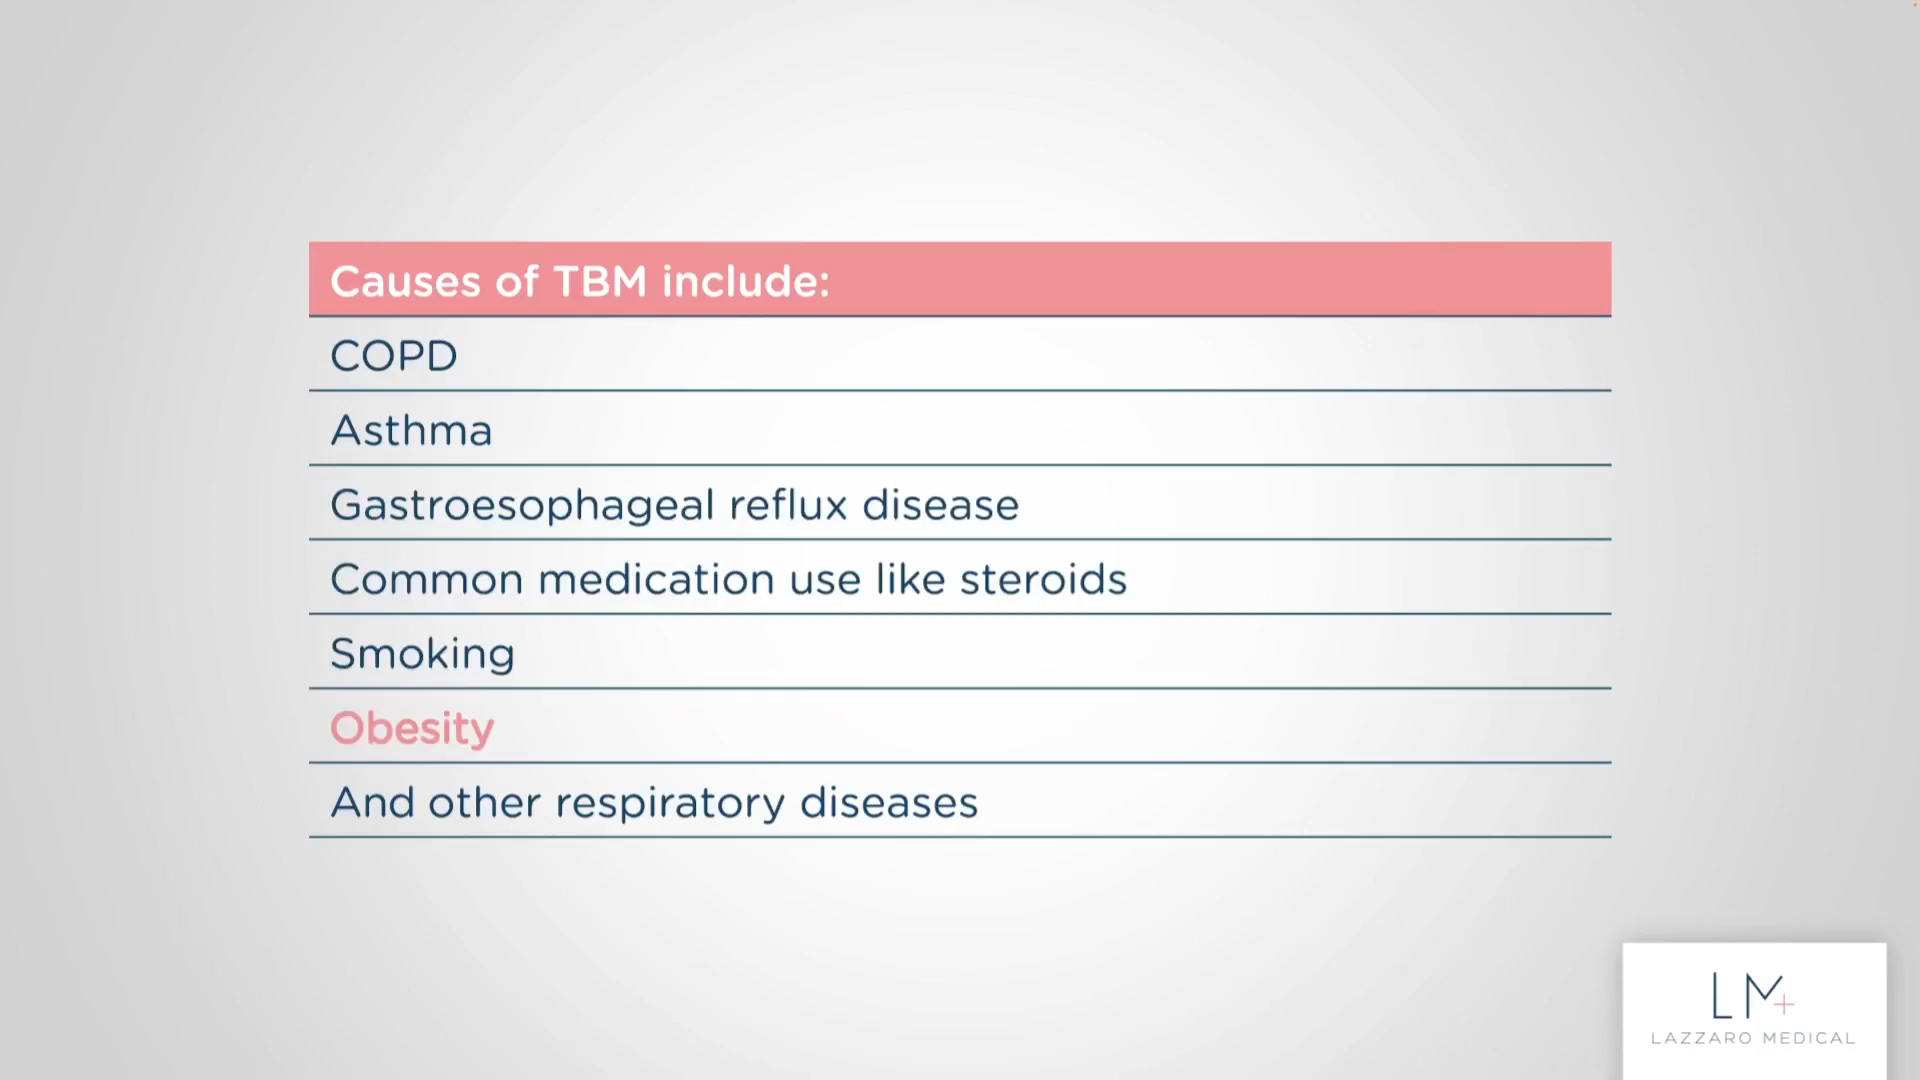 Causes of TBM include:
COPD
Asthma
Gastroesophageal reflux disease
Common medication use like steroids
Smoking
Obesity
And other respiratory diseases
LM+
LAZZARO MEDICAL